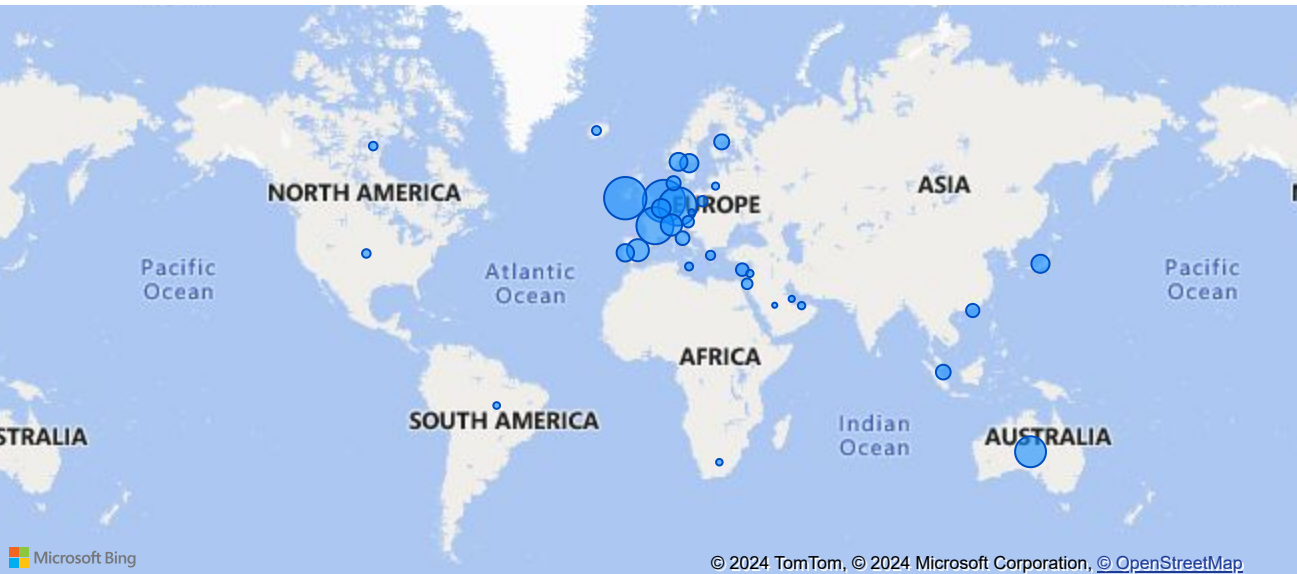 NORTH AMERICA
EUROPE
ASIA
Pacific
Ocean
Atlantic
Ocean
Pacific
Ocean
AFRICA
SOUTH AMERICA
Indian
Ocean
STRALIA
AUSTRALIA
Microsoft Bing
© 2024 TomTom, © 2024 Microsoft Corporation, © OpenStreetMap